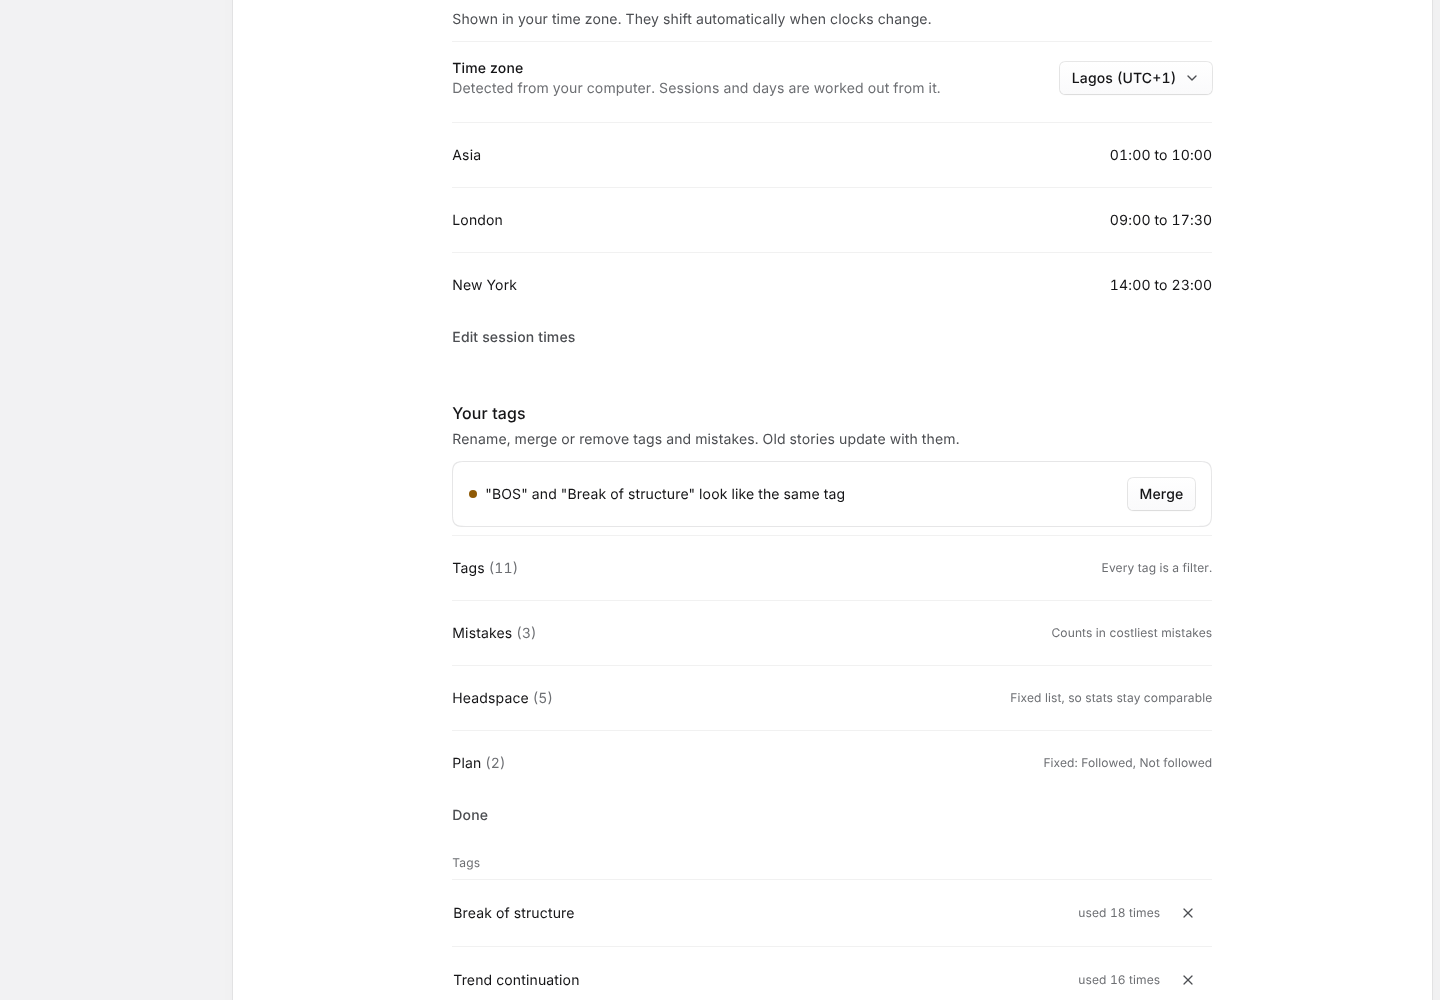 Shown in your time zone. They shift automatically when clocks change.
Time zone
Detected from your computer. Sessions and days are worked out from it.
Lagos (UTC+1)
Asia
01:00 to 10:00
London
09:00 to 17:30
New York
14:00 to 23:00
Edit session times
Your tags
Rename, merge or remove tags and mistakes. Old stories update with them.
"BOS" and "Break of structure" look like the same tag
Merge
Tags (11)
Every tag is a filter.
Mistakes (3)
Counts in costliest mistakes
Headspace (5)
Fixed list, so stats stay comparable
Plan (2)
Fixed: Followed, Not followed
Done
Tags
Break of structure
used 18 times
Trend continuation
used 16 times